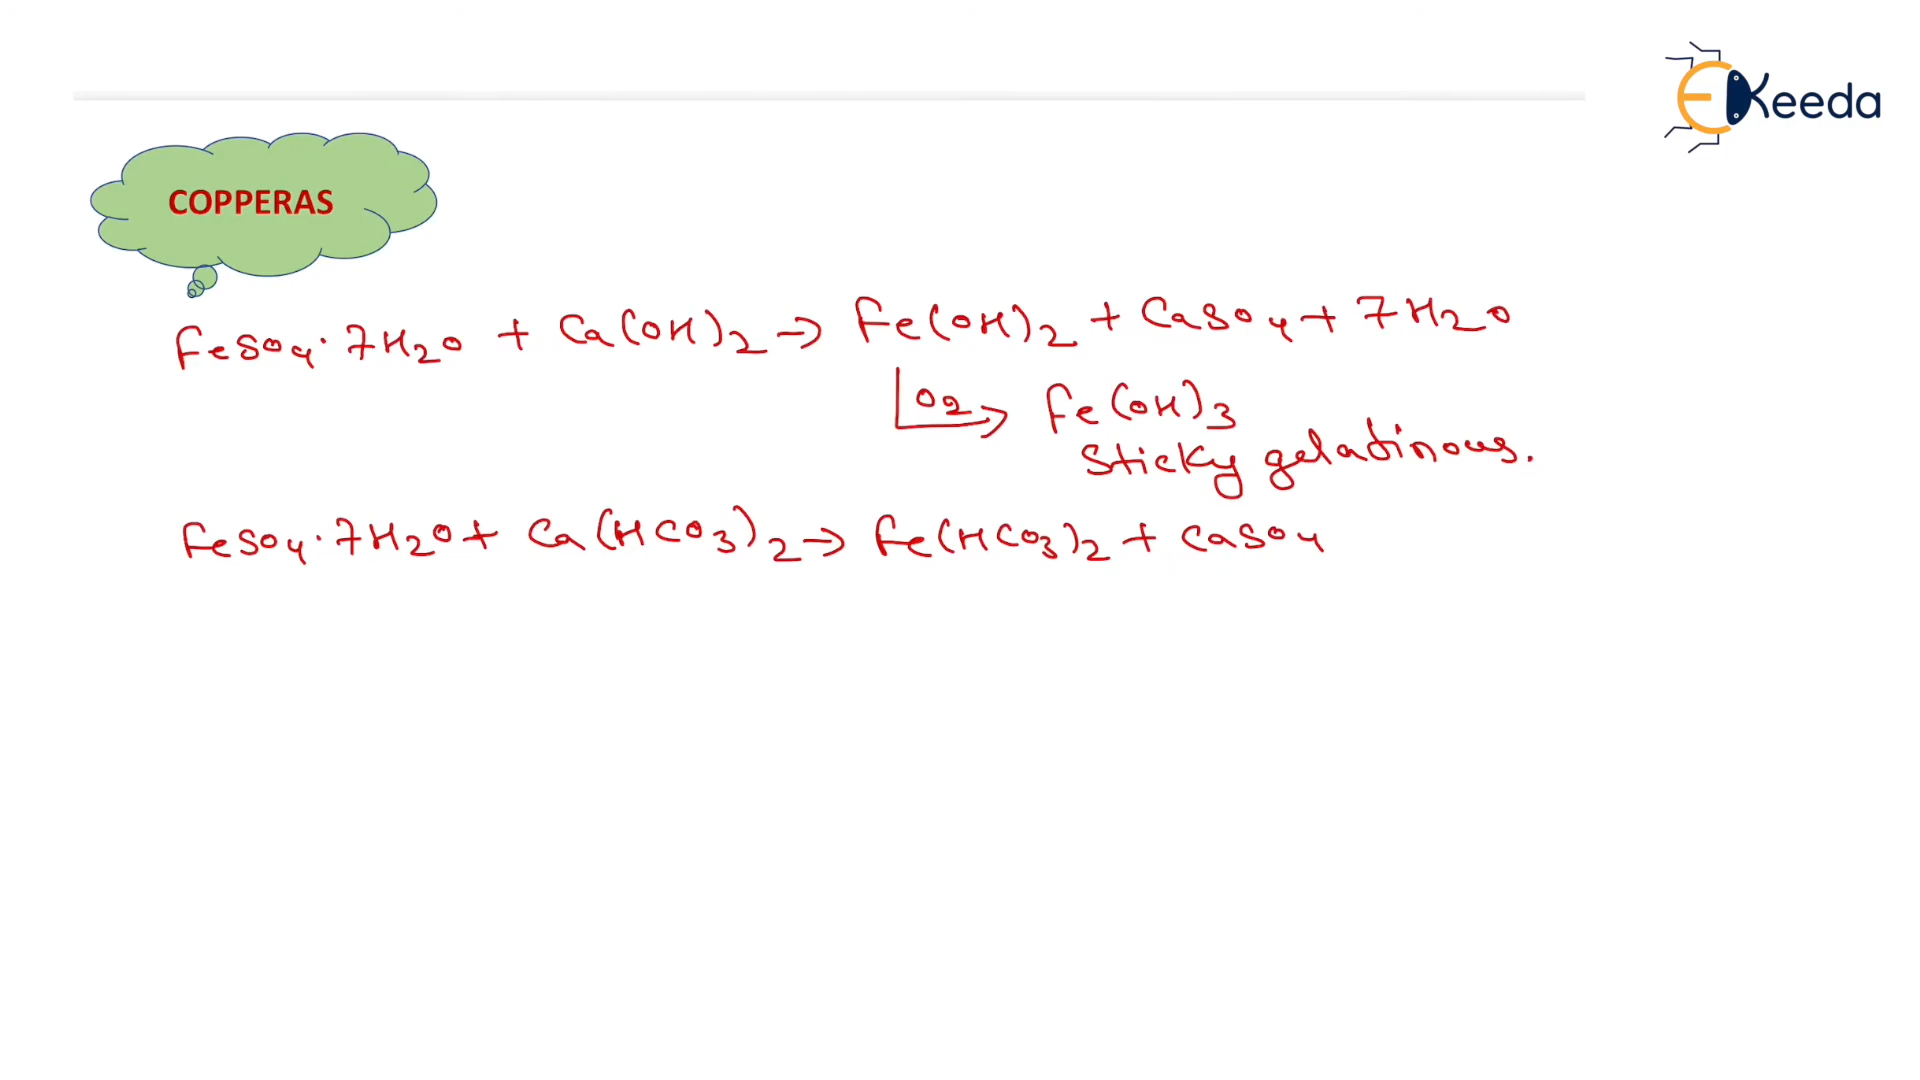 EKeeda
COPPERAS
FeSO4·7H2O + Ca(OH)2 → Fe(OH)2 + CaSO4 + 7H2O
O2 → Fe(OH)3
Sticky gelatinous.
FeSO4·7H2O + Ca(HCO3)2 → Fe(HCO3)2 + CaSO4